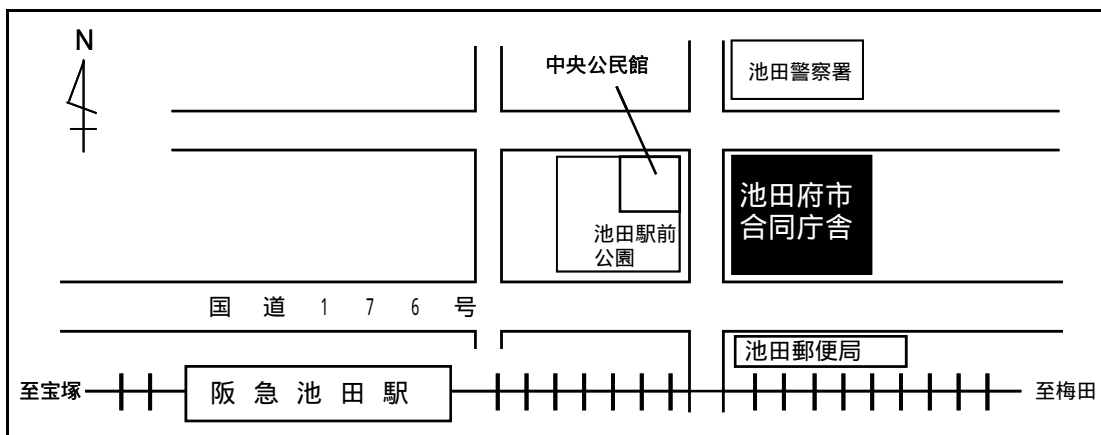 N
中央公民館
池田警察署
池田府市
合同庁舎
池田駅前
公園
国道176号
池田郵便局
至宝塚
阪急池田駅
至梅田